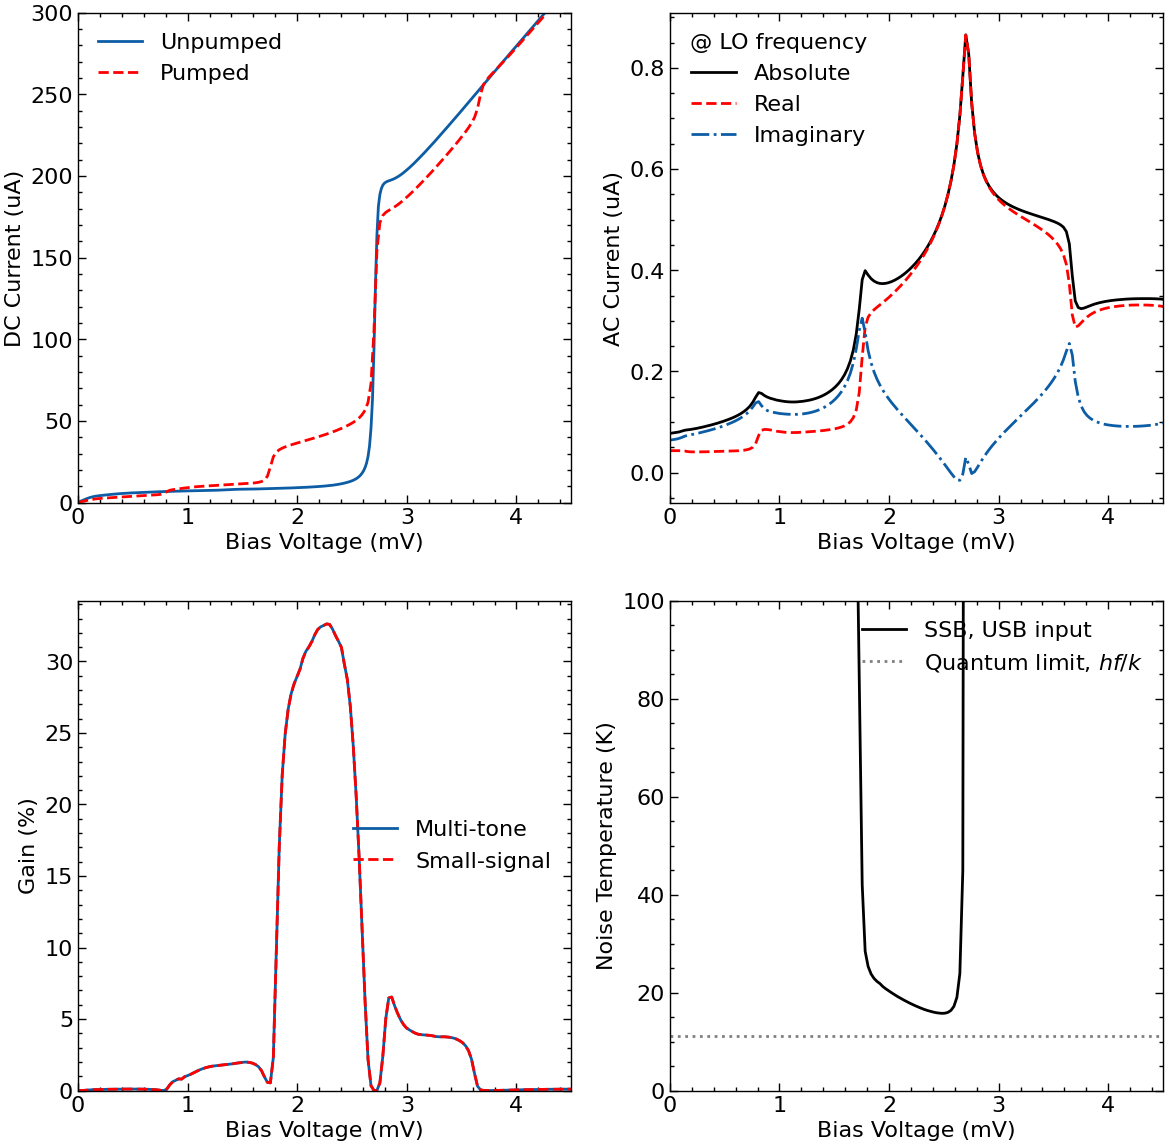 DC Current (uA)
300
250
200
150
100
50
0
Unpumped
Pumped
0 1 2 3 4
Bias Voltage (mV)
AC Current (uA)
0.8
0.6
0.4
0.2
0.0
@ LO frequency
Absolute
Real
Imaginary
0 1 2 3 4
Bias Voltage (mV)
Gain (%)
30
25
20
15
10
5
0
Multi-tone
Small-signal
0 1 2 3 4
Bias Voltage (mV)
Noise Temperature (K)
100
80
60
40
20
0
SSB, USB input
Quantum limit, hf/k
0 1 2 3 4
Bias Voltage (mV)